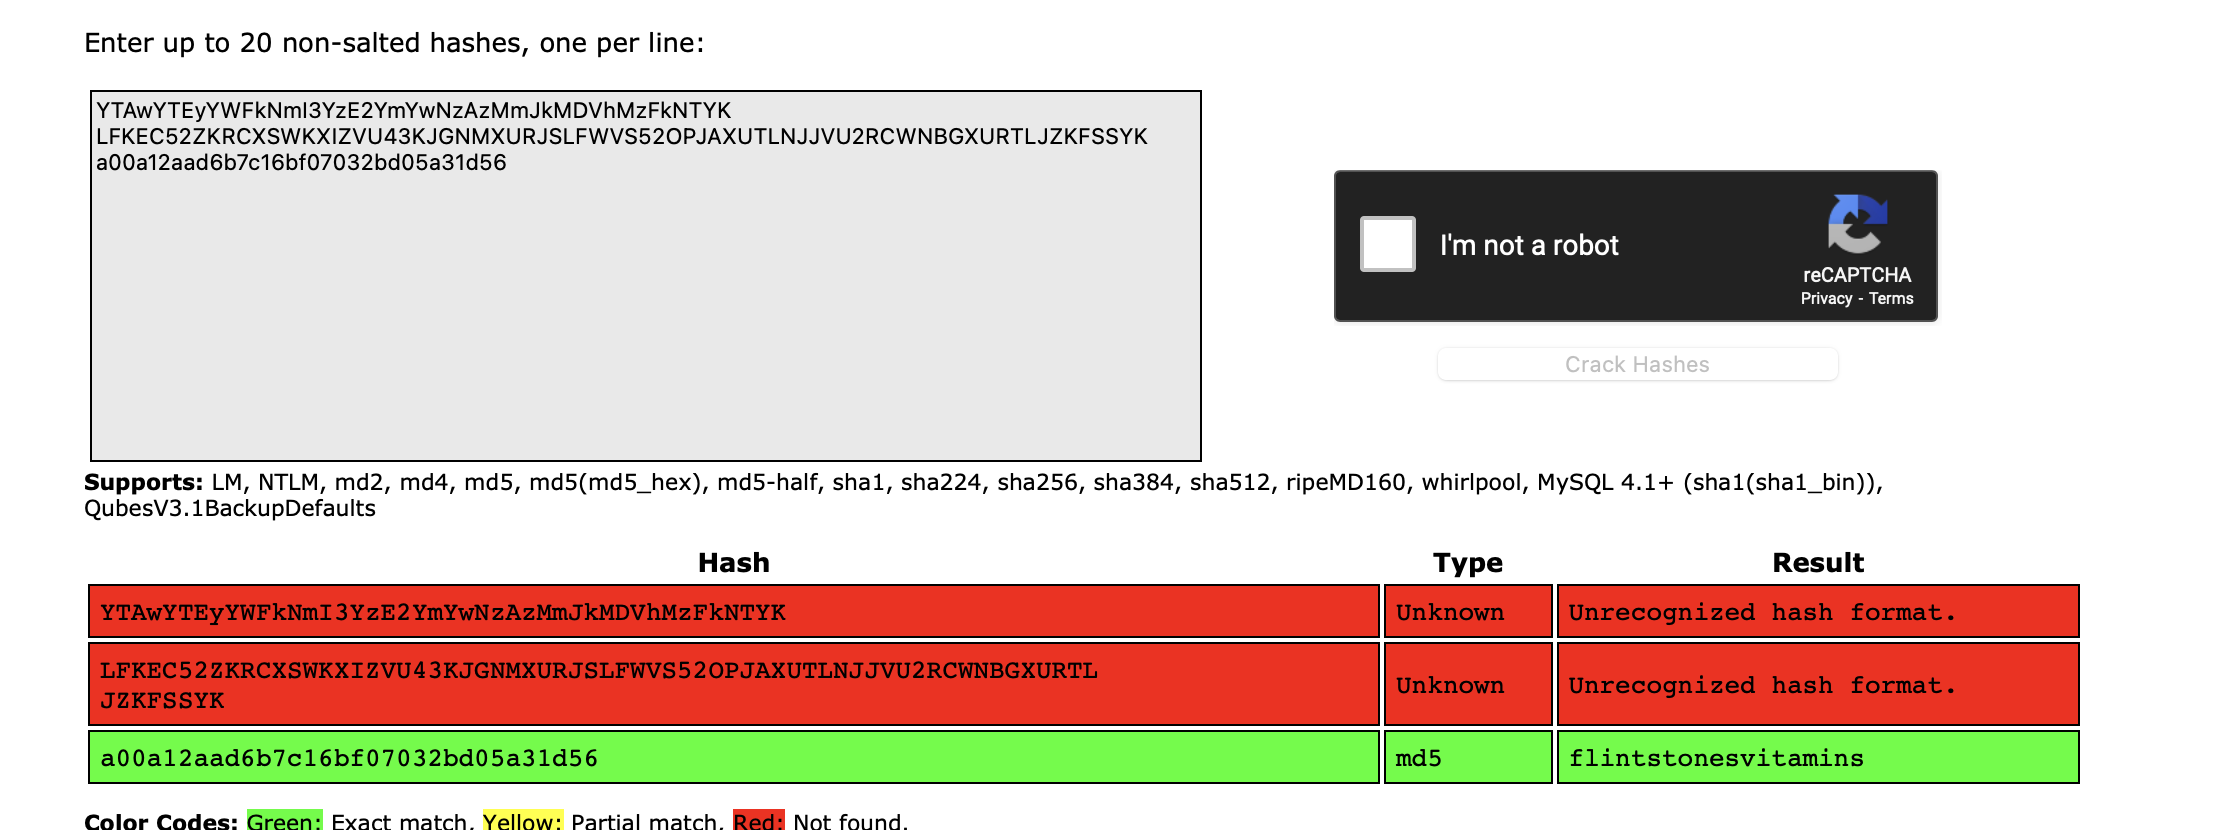 Enter up to 20 non-salted hashes, one per line:
YTAwYTEyYWFkNmI3YzE2YmYwNzAzMmJkMDVhMzFkNTYK
LFKEC52ZKRCXSWKXIZVU43KJGNMXURJSLFWVS52OPJAXUTLNJJVU2RCWNBGXURTLJZKFSSYK
a00a12aad6b7c16bf07032bd05a31d56
I'm not a robot
reCAPTCHA
Privacy - Terms
Crack Hashes
Supports: LM, NTLM, md2, md4, md5, md5(md5_hex), md5-half, sha1, sha224, sha256, sha384, sha512, ripeMD160, whirlpool, MySQL 4.1+ (sha1(sha1_bin)),
QubesV3.1BackupDefaults
Hash Type Result
YTAwYTEyYWFkNmI3YzE2YmYwNzAzMmJkMDVhMzFkNTYK Unknown Unrecognized hash format.
LFKEC52ZKRCXSWKXIZVU43KJGNMXURJSLFWVS52OPJAXUTLNJJVU2RCWNBGXURTL
JZKFSSYK Unknown Unrecognized hash format.
a00a12aad6b7c16bf07032bd05a31d56 md5 flintstonesvitamins
Color Codes: Green: Exact match, Yellow: Partial match, Red: Not found.